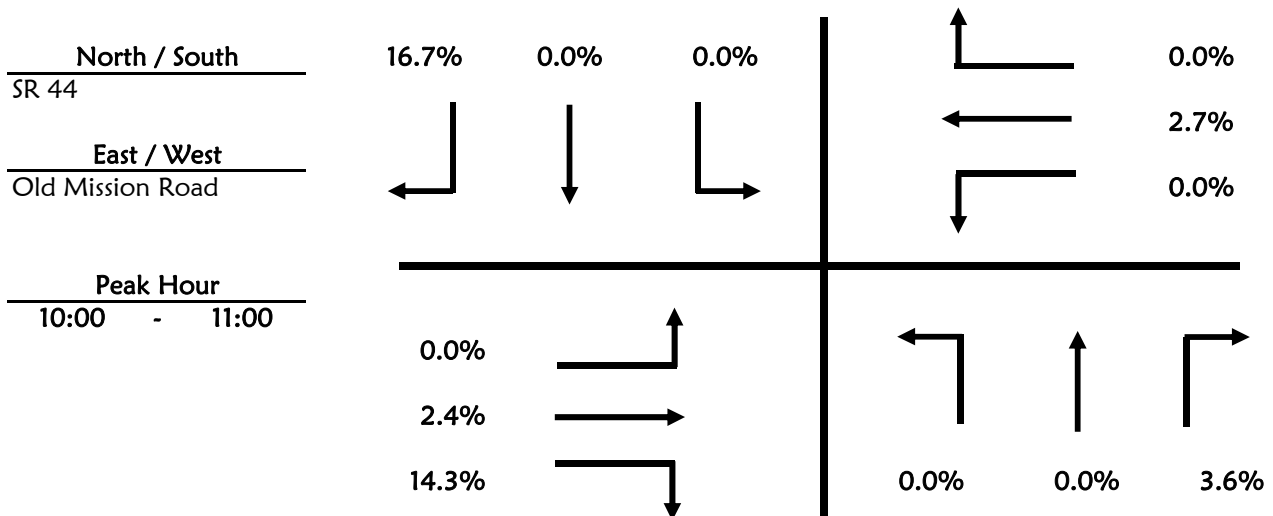 North / South
SR 44
East / West
Old Mission Road
Peak Hour
10:00 - 11:00
16.7% 0.0% 0.0%
0.0%
2.7%
0.0%
0.0%
2.4%
14.3%
0.0% 0.0% 3.6%